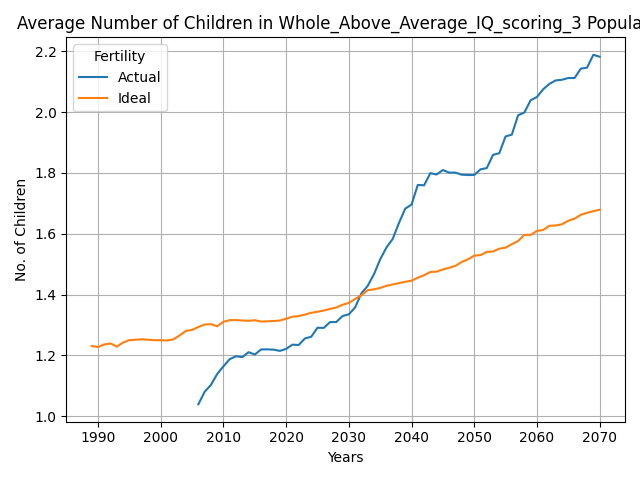 Average Number of Children in Whole_Above_Average_IQ_scoring_3 Popula
Fertility
Actual
Ideal
2.2
2.0
1.8
1.6
1.4
1.2
1.0
No. of Children
1990 2000 2010 2020 2030 2040 2050 2060 2070
Years